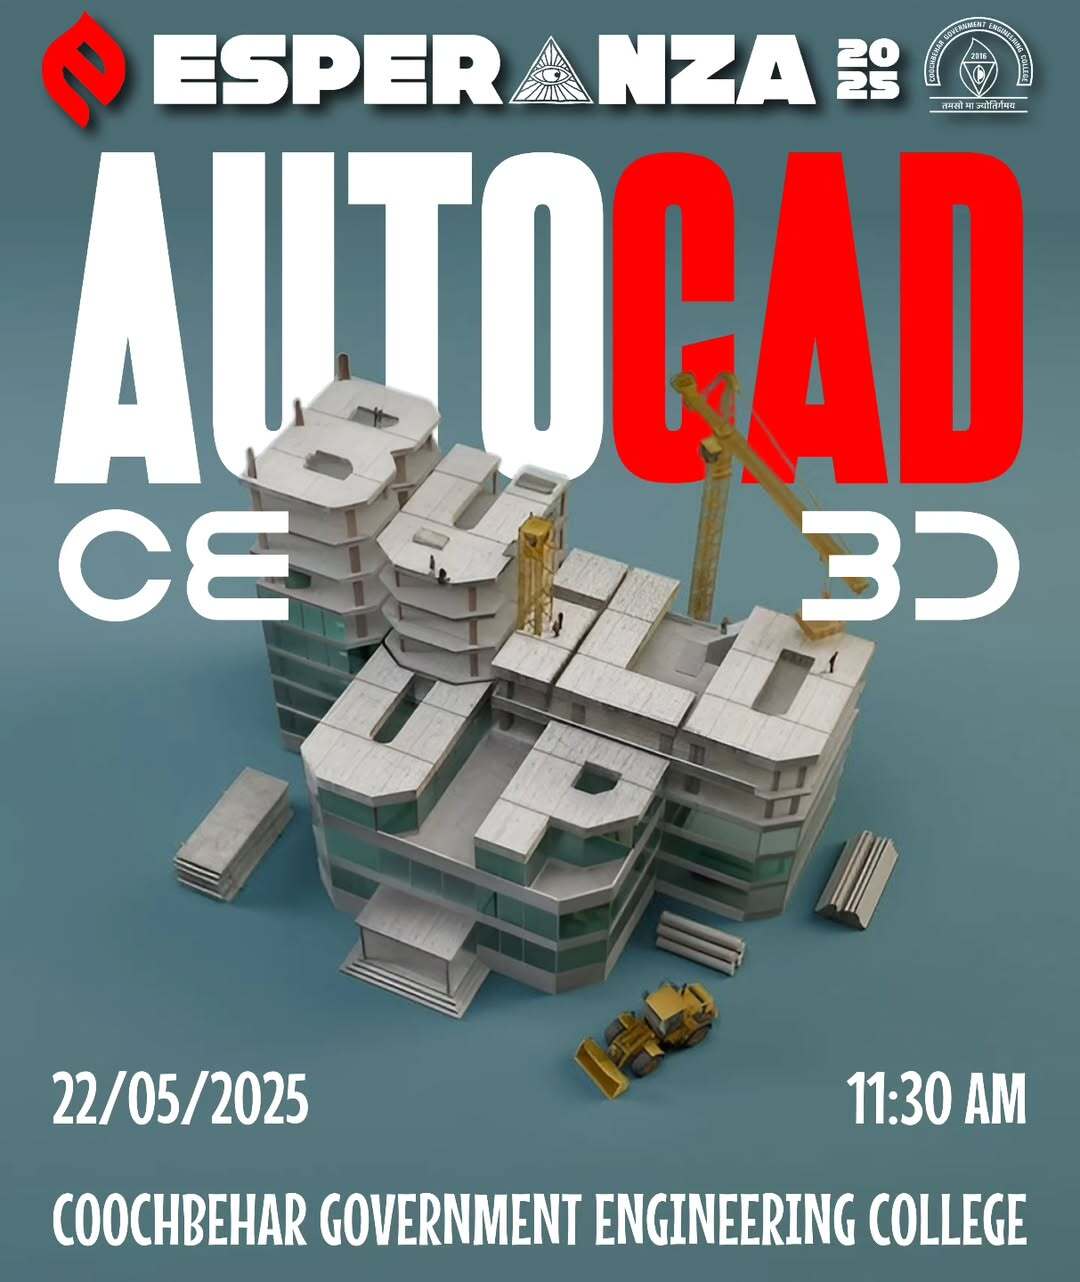 ESPERANZA 2025
COOCHBEHAR GOVERNMENT ENGINEERING COLLEGE
2016
तमसो मा ज्योतिर्गमय
AUTOCAD
CE 3D
BUILD
UP
22/05/2025 11:30 AM
COOCHBEHAR GOVERNMENT ENGINEERING COLLEGE